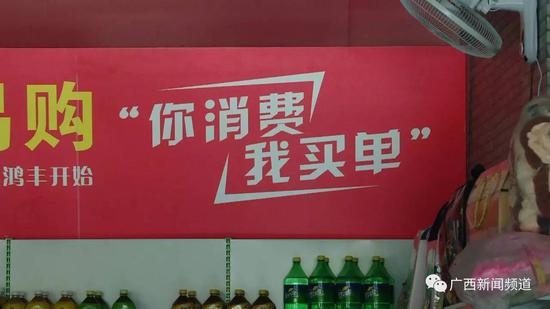 购
鸿丰开始
“你消费
我买单”
广西新闻频道